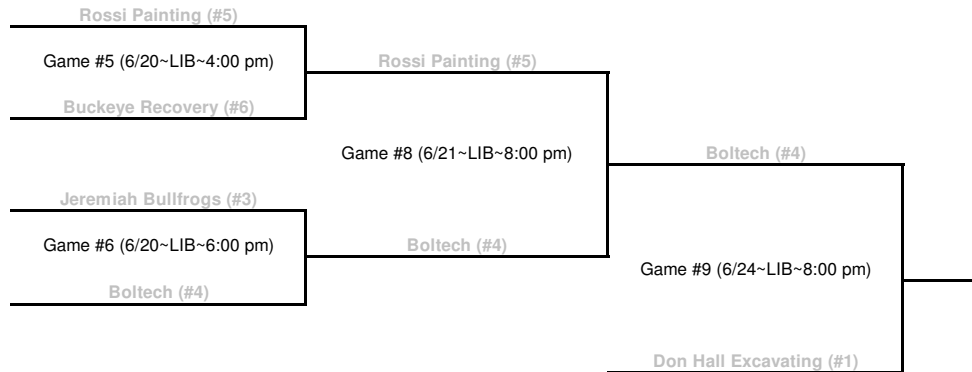 Rossi Painting (#5)
Game #5 (6/20~LIB~4:00 pm)
Rossi Painting (#5)
Buckeye Recovery (#6)
Game #8 (6/21~LIB~8:00 pm)
Boltech (#4)
Jeremiah Bullfrogs (#3)
Game #6 (6/20~LIB~6:00 pm)
Boltech (#4)
Game #9 (6/24~LIB~8:00 pm)
Boltech (#4)
Don Hall Excavating (#1)